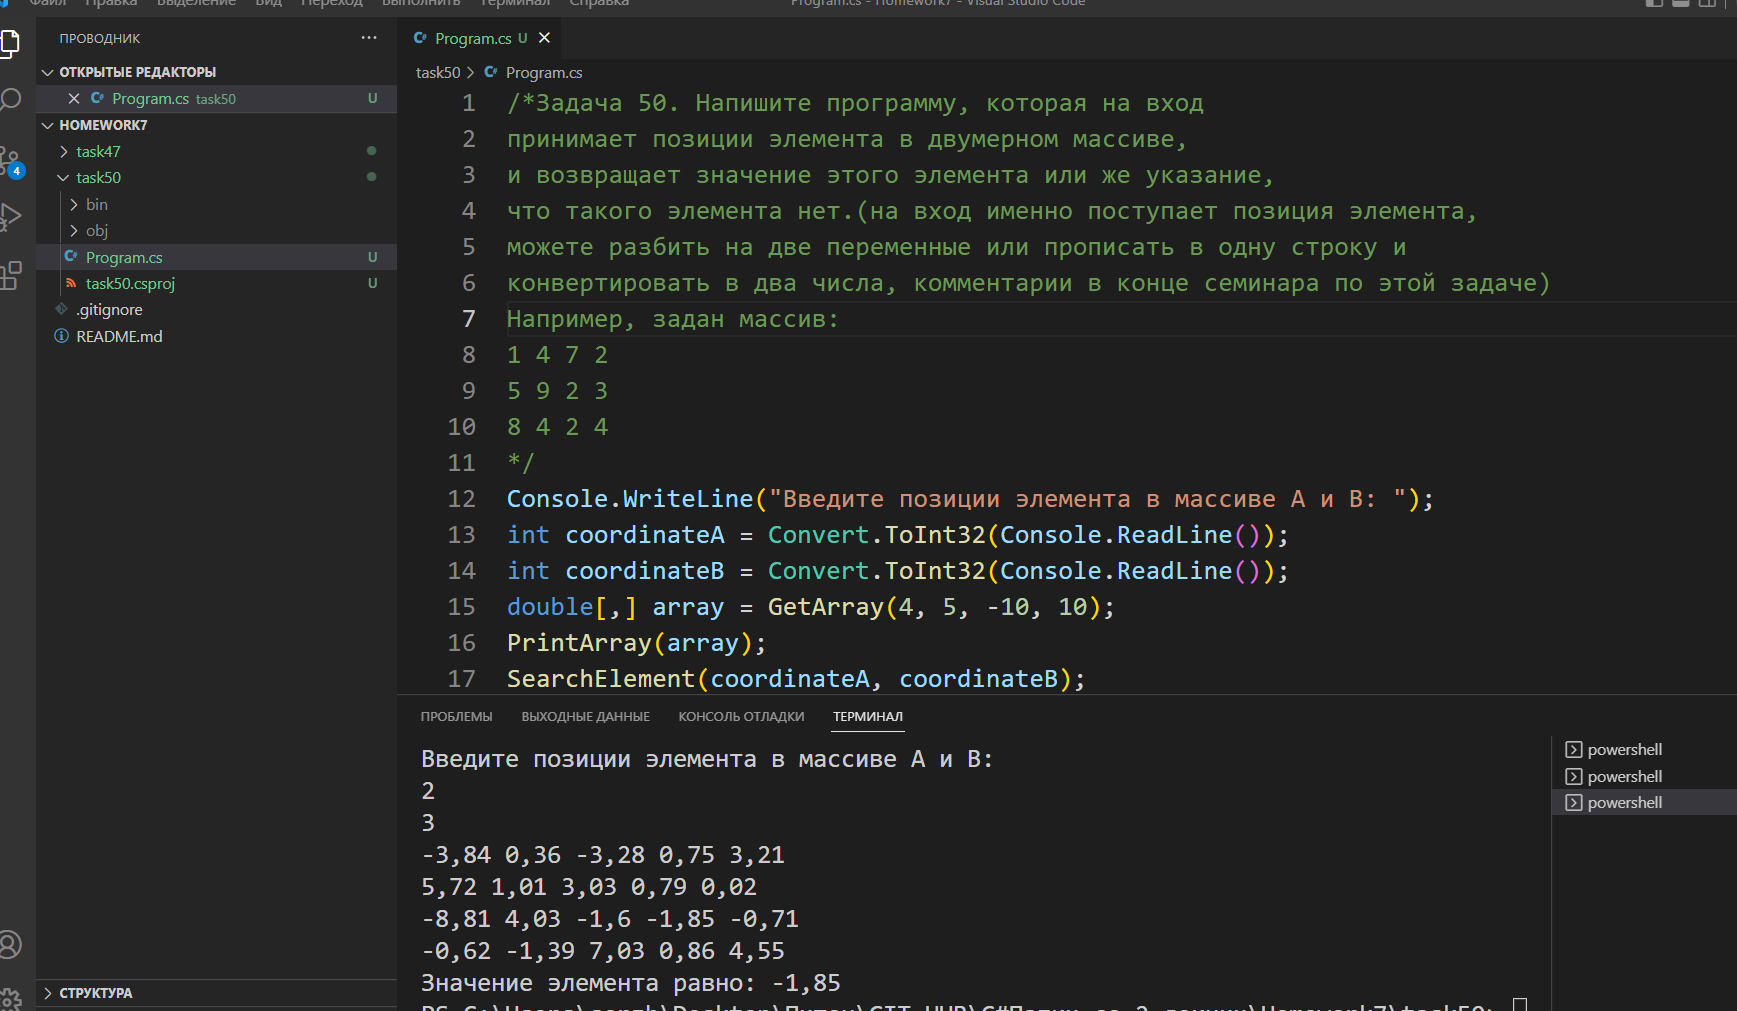 Файл Правка Выделение Вид Переход Выполнить Терминал Справка
Program.cs - Homework7 - Visual Studio Code
ПРОВОДНИК
ОТКРЫТЫЕ РЕДАКТОРЫ
Program.cs task50 U
HOMEWORK7
task47
task50
bin
obj
Program.cs U
task50.csproj U
.gitignore
README.md
4
СТРУКТУРА
Program.cs U
task50 > Program.cs
1 /*Задача 50. Напишите программу, которая на вход
2 принимает позиции элемента в двумерном массиве,
3 и возвращает значение этого элемента или же указание,
4 что такого элемента нет.(на вход именно поступает позиция элемента,
5 можете разбить на две переменные или прописать в одну строку и
6 конвертировать в два числа, комментарии в конце семинара по этой задаче)
7 Например, задан массив:
8 1 4 7 2
9 5 9 2 3
10 8 4 2 4
11 */
12 Console.WriteLine("Введите позиции элемента в массиве А и В: ");
13 int coordinateA = Convert.ToInt32(Console.ReadLine());
14 int coordinateB = Convert.ToInt32(Console.ReadLine());
15 double[,] array = GetArray(4, 5, -10, 10);
16 PrintArray(array);
17 SearchElement(coordinateA, coordinateB);
ПРОБЛЕМЫ ВЫХОДНЫЕ ДАННЫЕ КОНСОЛЬ ОТЛАДКИ ТЕРМИНАЛ
Введите позиции элемента в массиве А и В:
2
3
-3,84 0,36 -3,28 0,75 3,21
5,72 1,01 3,03 0,79 0,02
-8,81 4,03 -1,6 -1,85 -0,71
-0,62 -1,39 7,03 0,86 4,55
Значение элемента равно: -1,85
powershell
powershell
powershell